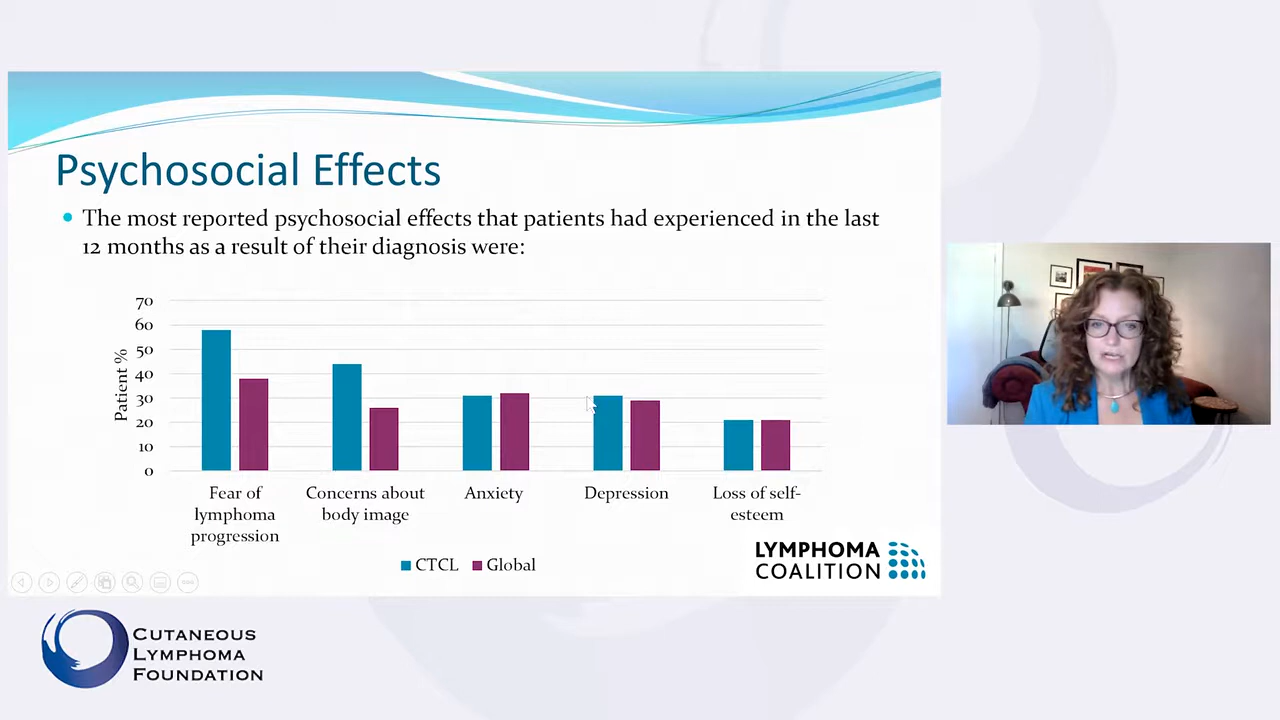 Psychosocial Effects
The most reported psychosocial effects that patients had experienced in the last
12 months as a result of their diagnosis were:
Patient %
70
60
50
40
30
20
10
0
Fear of
lymphoma
progression
Concerns about
body image
Anxiety
Depression
Loss of self-
esteem
CTCL
Global
LYMPHOMA
COALITION
CUTANEOUS
LYMPHOMA
FOUNDATION